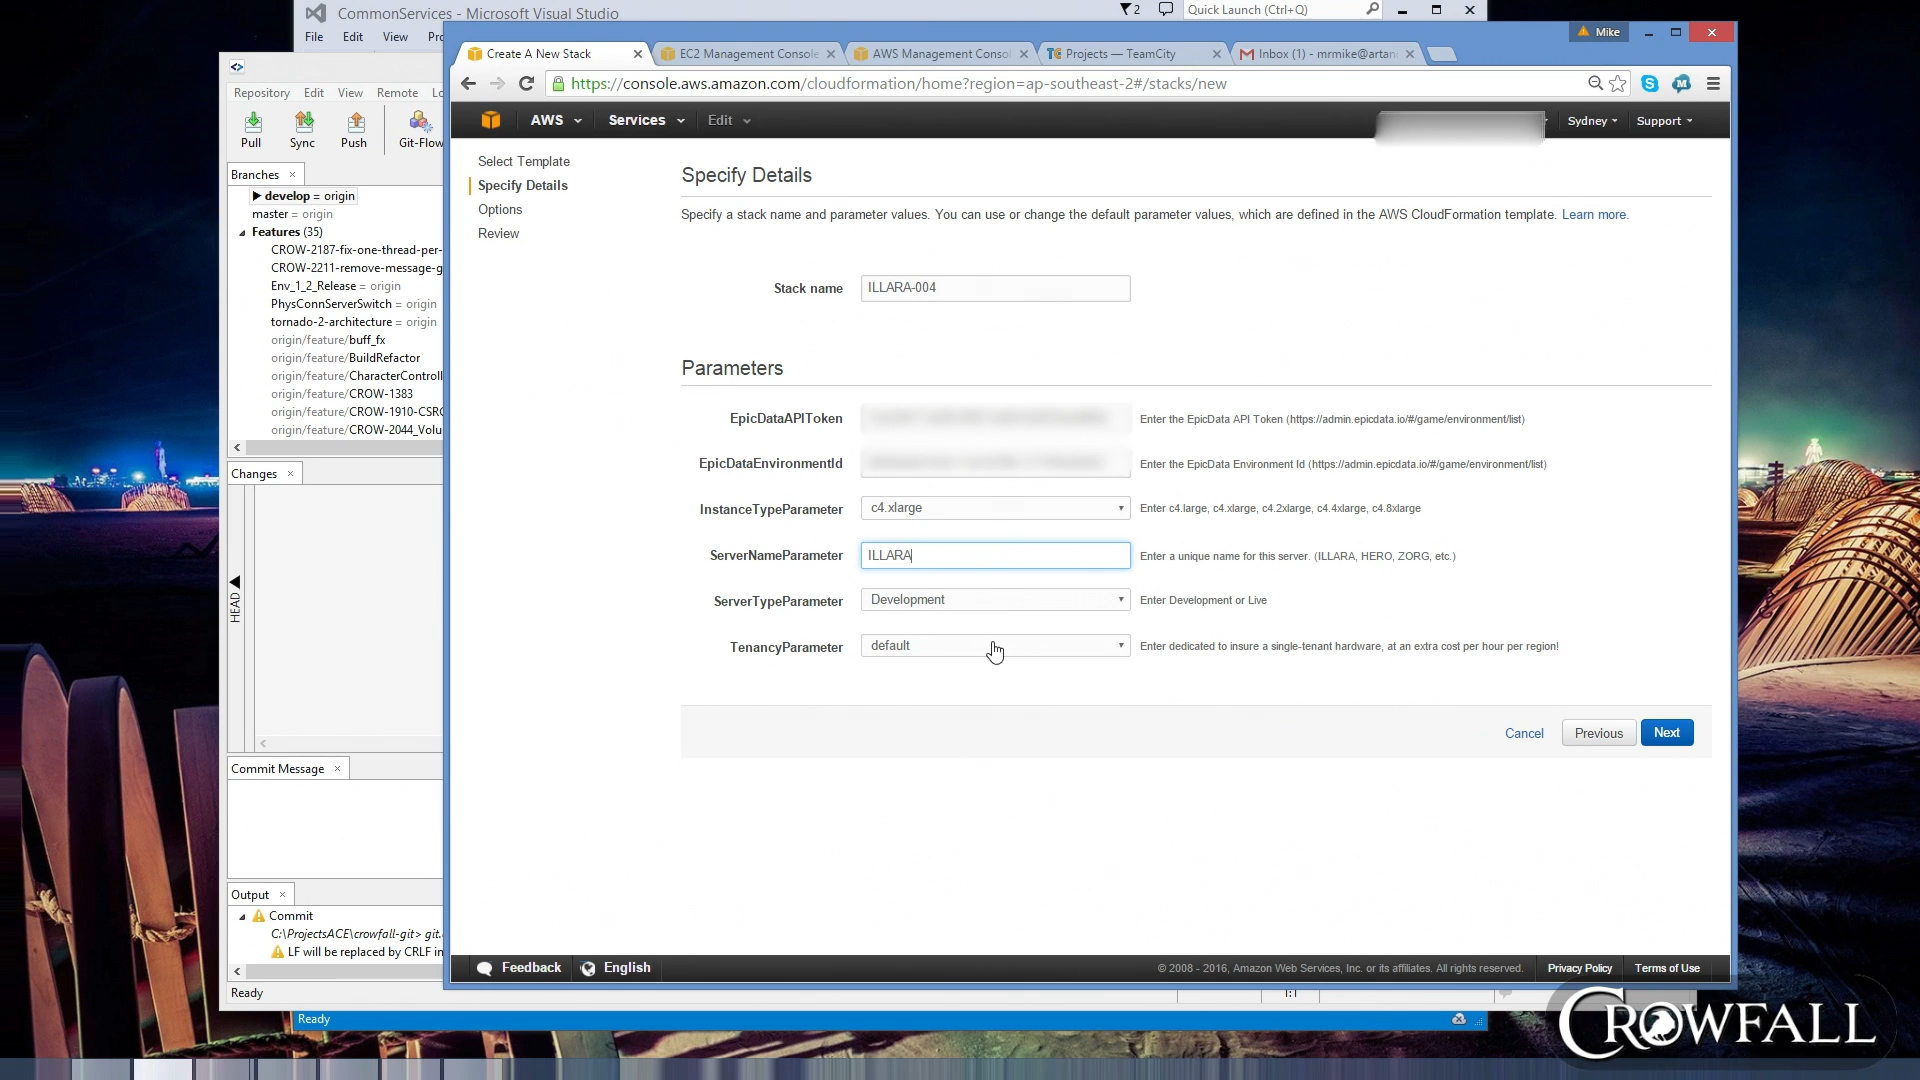 CommonServices - Microsoft Visual Studio
2
Quick Launch (Ctrl+Q)
File Edit View
Mike
Create A New Stack
EC2 Management Console
AWS Management Consol
Projects — TeamCity
Inbox (1) - mrmike@artan
https://console.aws.amazon.com/cloudformation/home?region=ap-southeast-2#/stacks/new
Repository Edit View Remote
Pull Sync Push Git-Flow
AWS Services Edit
Sydney Support
Branches
develop = origin
master = origin
Features (35)
CROW-2187-fix-one-thread-per-
CROW-2211-remove-message-g
Env_1_2_Release = origin
PhysConnServerSwitch = origin
tornado-2-architecture = origin
origin/feature/buff_fx
origin/feature/BuildRefactor
origin/feature/CharacterControll
origin/feature/CROW-1383
origin/feature/CROW-1910-CSRC
origin/feature/CROW-2044_Volu
Changes
HEAD
Commit Message
Output
Commit
C:\ProjectsACE\crowfall-git> git.
LF will be replaced by CRLF in
Ready
Ready
Select Template
Specify Details
Options
Review
Specify Details
Specify a stack name and parameter values. You can use or change the default parameter values, which are defined in the AWS CloudFormation template. Learn more.
Stack name ILLARA-004
Parameters
EpicDataAPIToken Enter the EpicData API Token (https://admin.epicdata.io/#/game/environment/list)
EpicDataEnvironmentId Enter the EpicData Environment Id (https://admin.epicdata.io/#/game/environment/list)
InstanceTypeParameter c4.xlarge Enter c4.large, c4.xlarge, c4.2xlarge, c4.4xlarge, c4.8xlarge
ServerNameParameter ILLARA Enter a unique name for this server. (ILLARA, HERO, ZORG, etc.)
ServerTypeParameter Development Enter Development or Live
TenancyParameter default Enter dedicated to insure a single-tenant hardware, at an extra cost per hour per region!
Cancel Previous Next
Feedback English
© 2008 - 2016, Amazon Web Services, Inc. or its affiliates. All rights reserved. Privacy Policy Terms of Use
1:1
CROWFALL